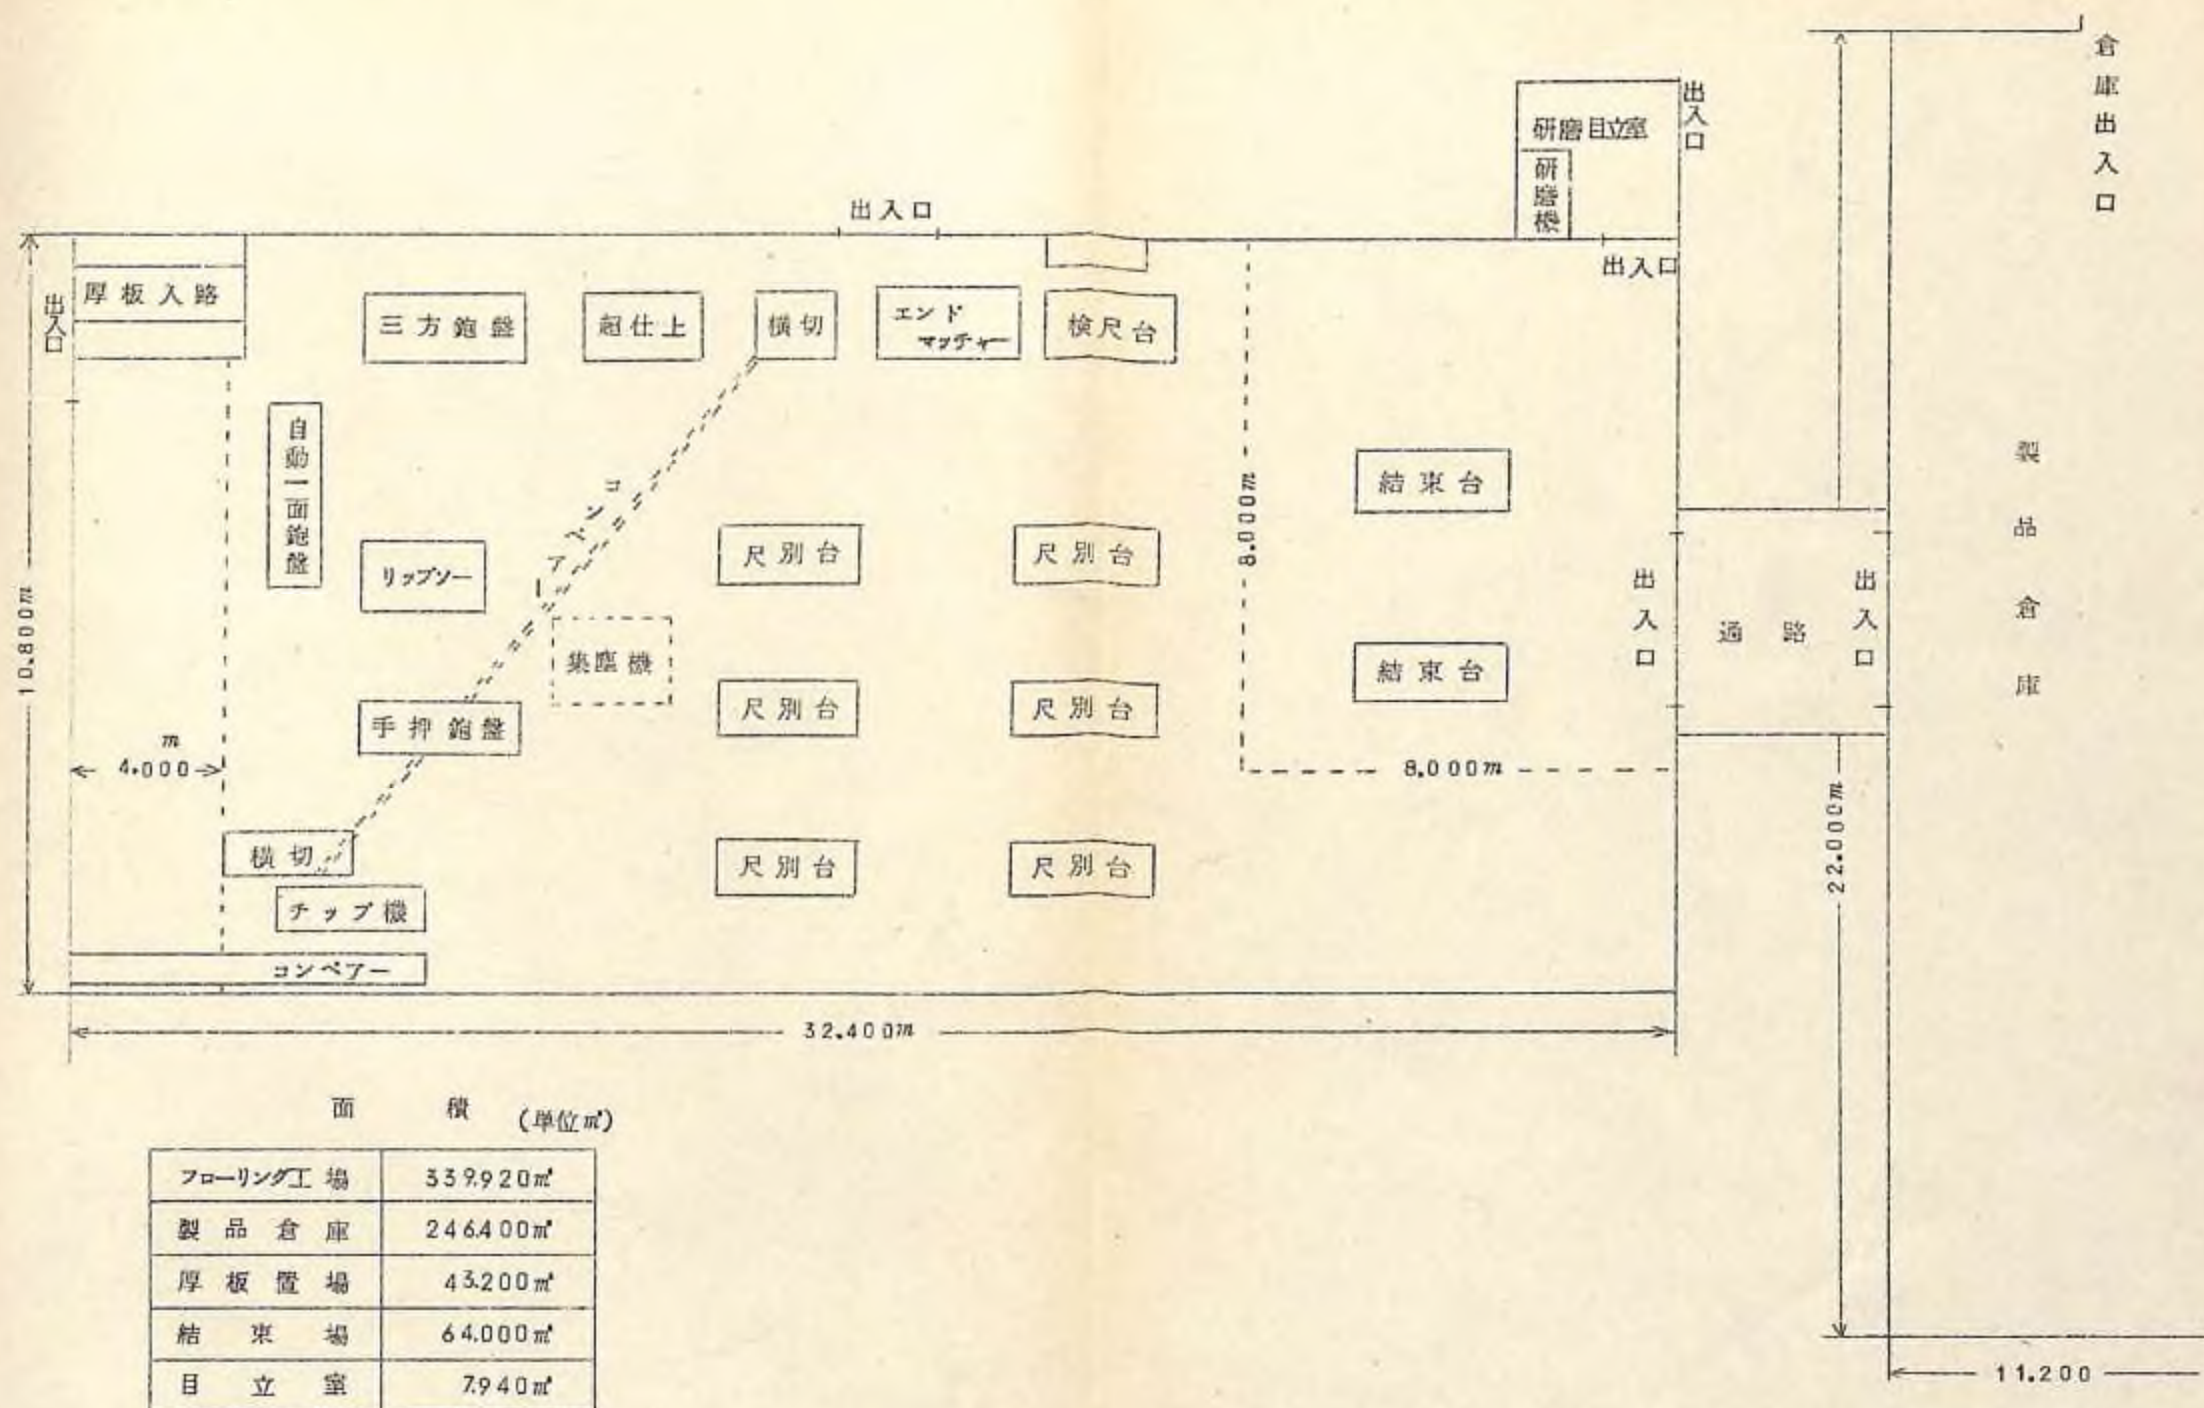 倉庫出入口
出入口
研磨目立室
研磨機
出入口
出入口
出入口
厚板入路
三方鉋盤
超仕上
横切
エンド
マッチャー
検尺台
自動一面鉋盤
コンベアー
8.000m
結束台
製品倉庫
リップソー
尺別台
尺別台
10.800m
集塵機
出入口
通路
出入口
結束台
手押鉋盤
尺別台
尺別台
m
4.000
8.000m
22.000m
横切
尺別台
尺別台
チップ機
コンベアー
32.400m
11.200
面積 (単位㎡)
フローリング工場 339.920㎡
製品倉庫 246.400㎡
厚板置場 43.200㎡
結束場 64.000㎡
目立室 7.940㎡